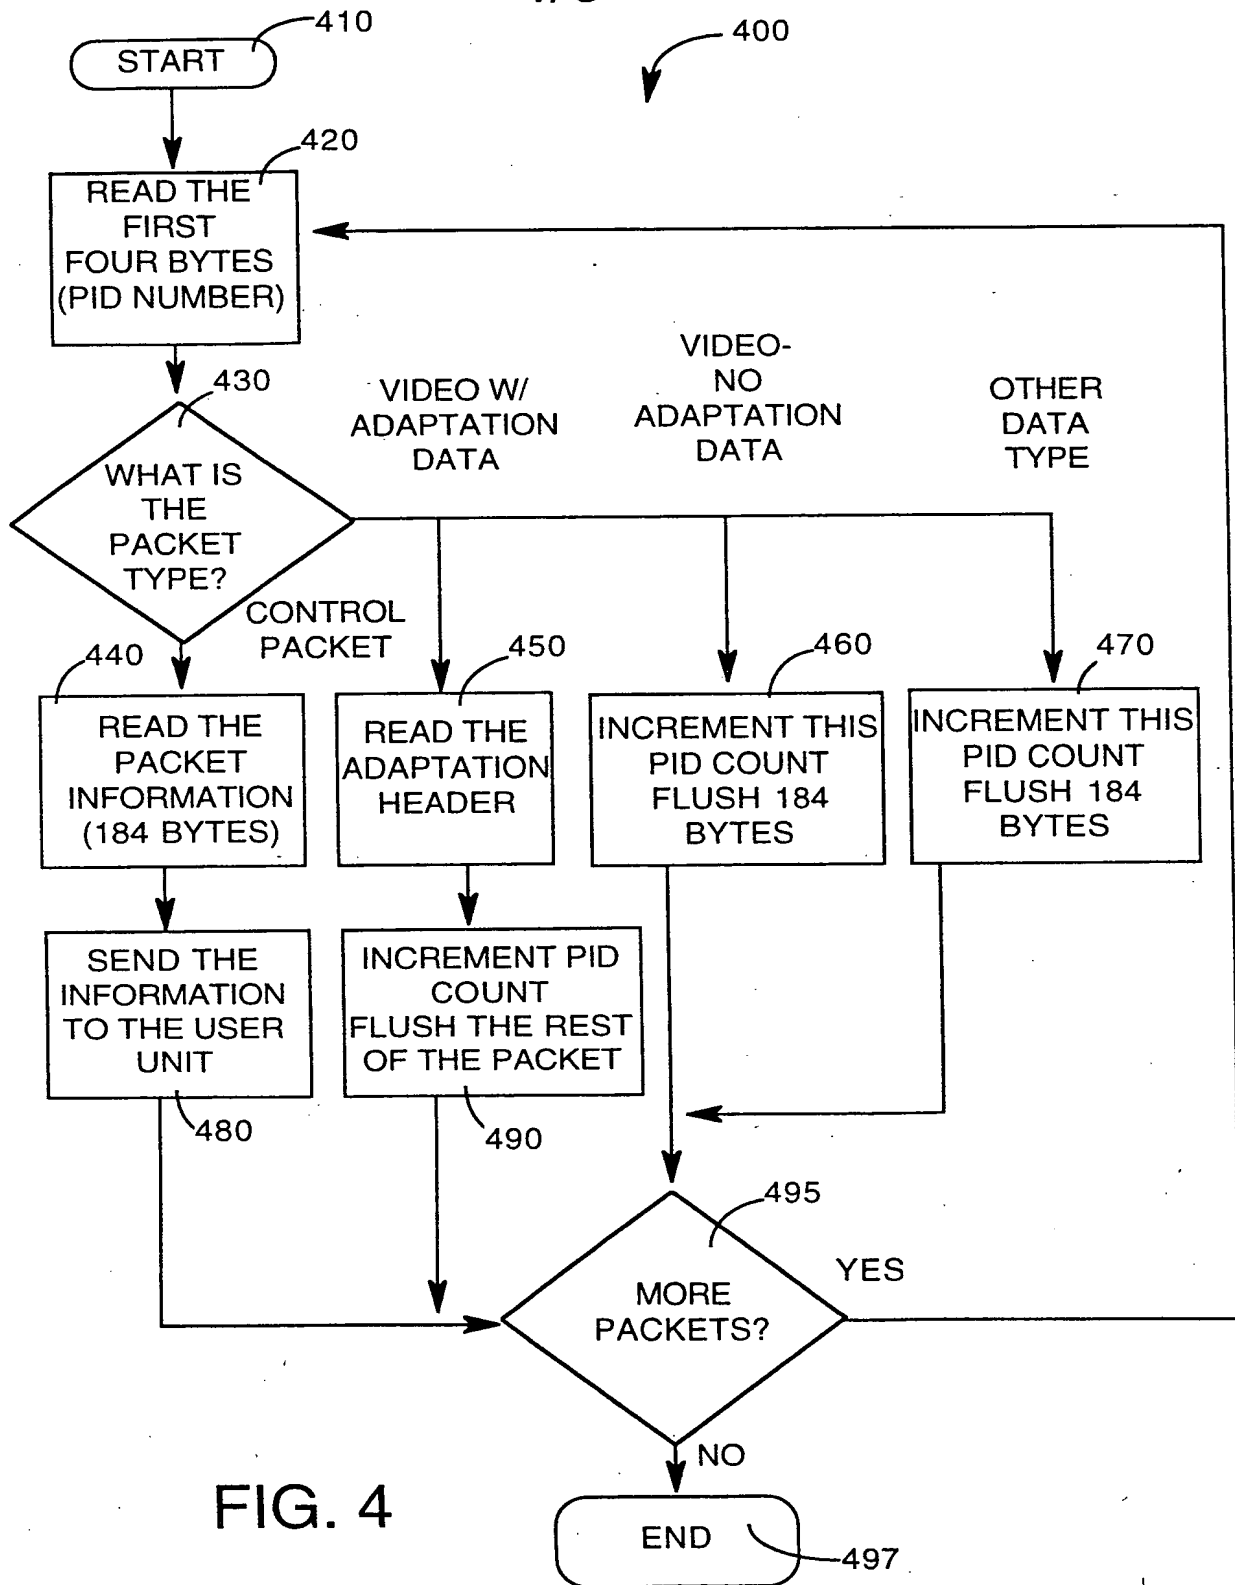 410
START
400
420
READ THE
FIRST
FOUR BYTES
(PID NUMBER)
430
WHAT IS
THE
PACKET
TYPE?
VIDEO W/
ADAPTATION
DATA
VIDEO-
NO
ADAPTATION
DATA
OTHER
DATA
TYPE
CONTROL
PACKET
440
READ THE
PACKET
INFORMATION
(184 BYTES)
450
READ THE
ADAPTATION
HEADER
460
INCREMENT THIS
PID COUNT
FLUSH 184
BYTES
470
INCREMENT THIS
PID COUNT
FLUSH 184
BYTES
SEND THE
INFORMATION
TO THE USER
UNIT
480
INCREMENT PID
COUNT
FLUSH THE REST
OF THE PACKET
490
495
MORE
PACKETS?
YES
NO
END
497
FIG. 4